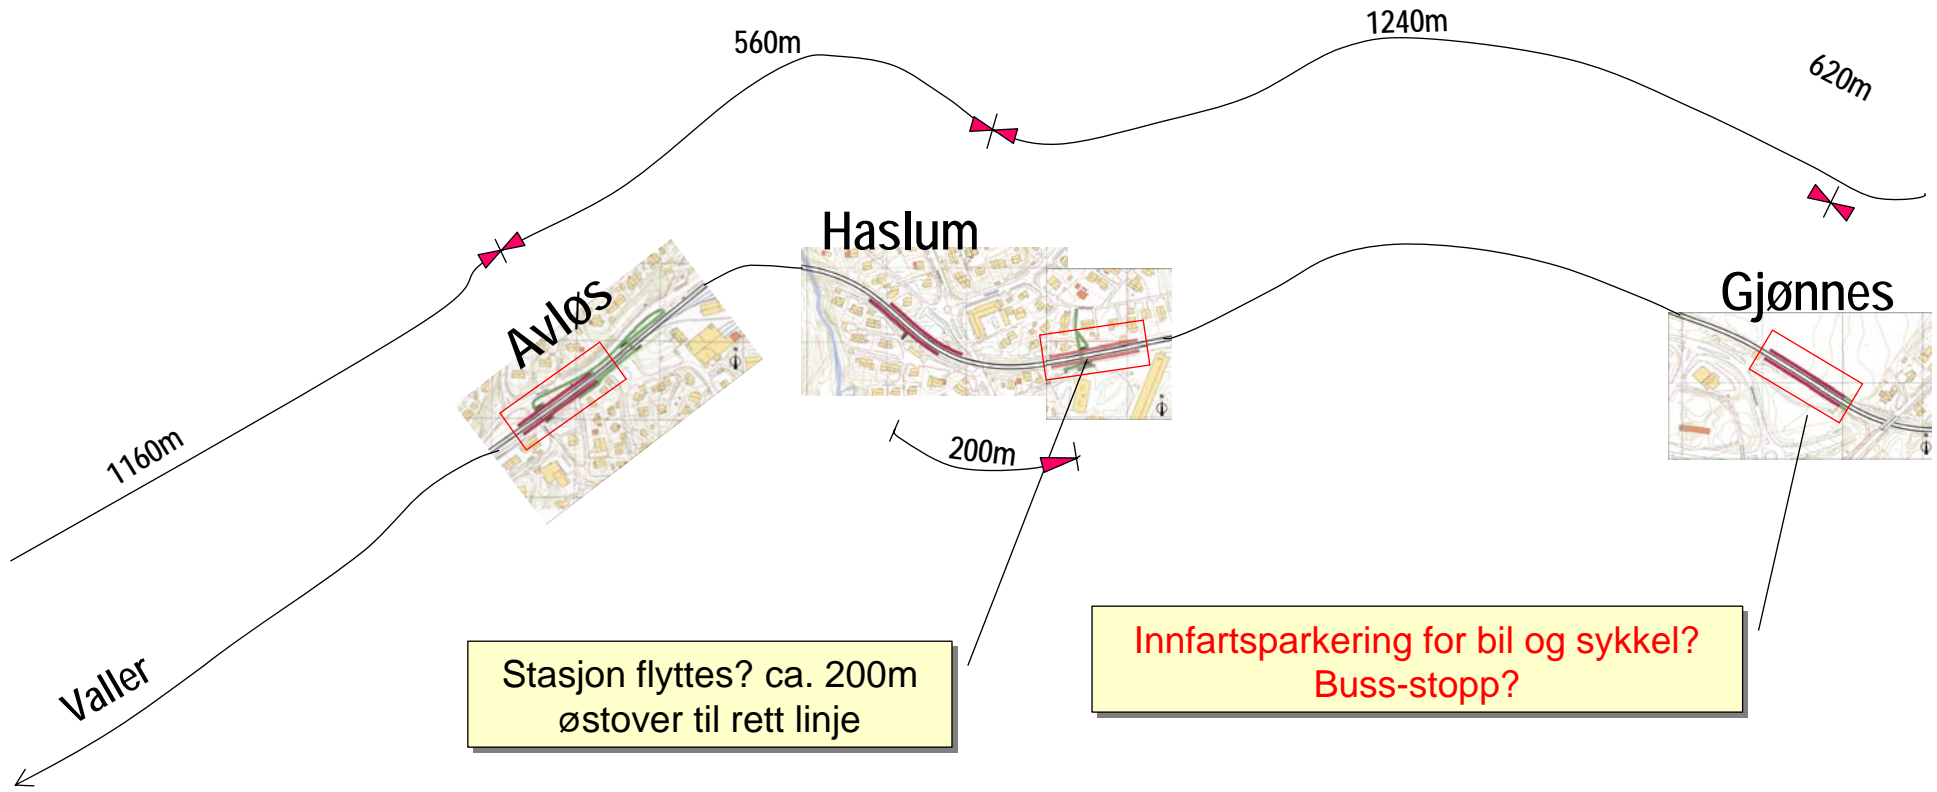 560m
1240m
620m
Haslum
Avløs
Gjønnes
1160m
200m
Valler
Stasjon flyttes? ca. 200m
østover til rett linje
Innfartsparkering for bil og sykkel?
Buss-stopp?